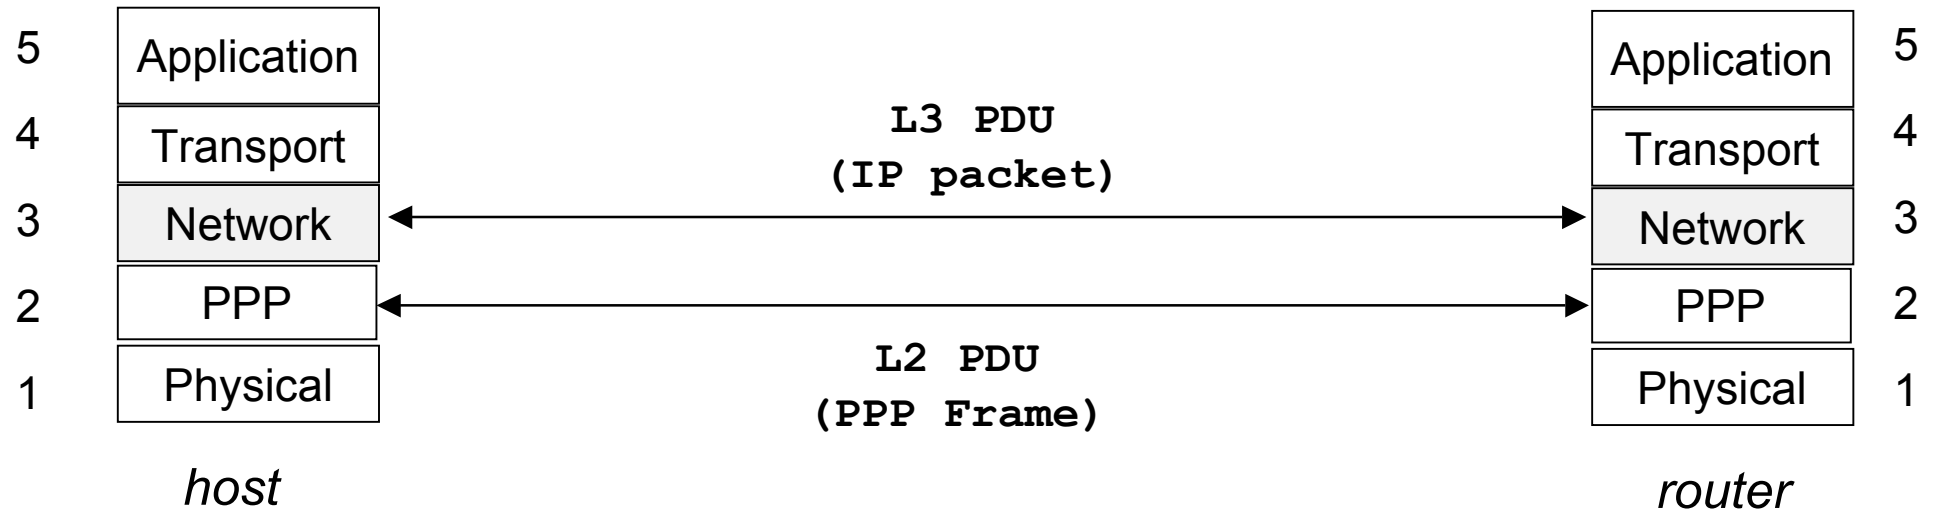 5 Application Application 5
L3 PDU
4 Transport Transport 4
(IP packet)
3 Network Network 3
2 PPP PPP 2
L2 PDU
1 Physical Physical 1
(PPP Frame)
host router